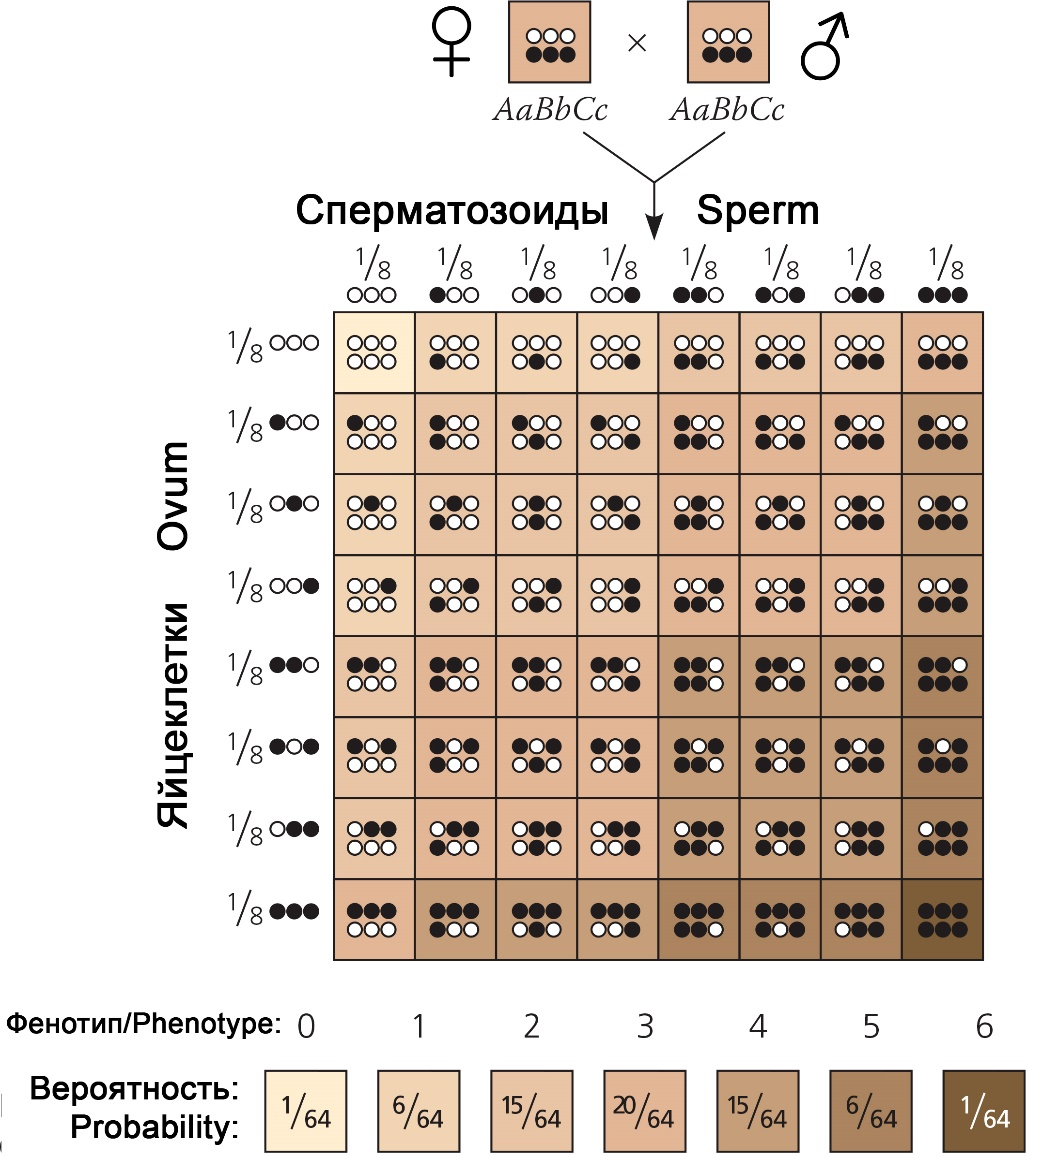 ♀ × ♂
AaBbCc AaBbCc
Сперматозоиды Sperm
1/8 1/8 1/8 1/8 1/8 1/8 1/8 1/8
1/8
1/8
1/8
1/8
1/8
1/8
1/8
1/8
Яйцеклетки Ovum
Фенотип/Phenotype: 0 1 2 3 4 5 6
Вероятность:
Probability:
1/64 6/64 15/64 20/64 15/64 6/64 1/64